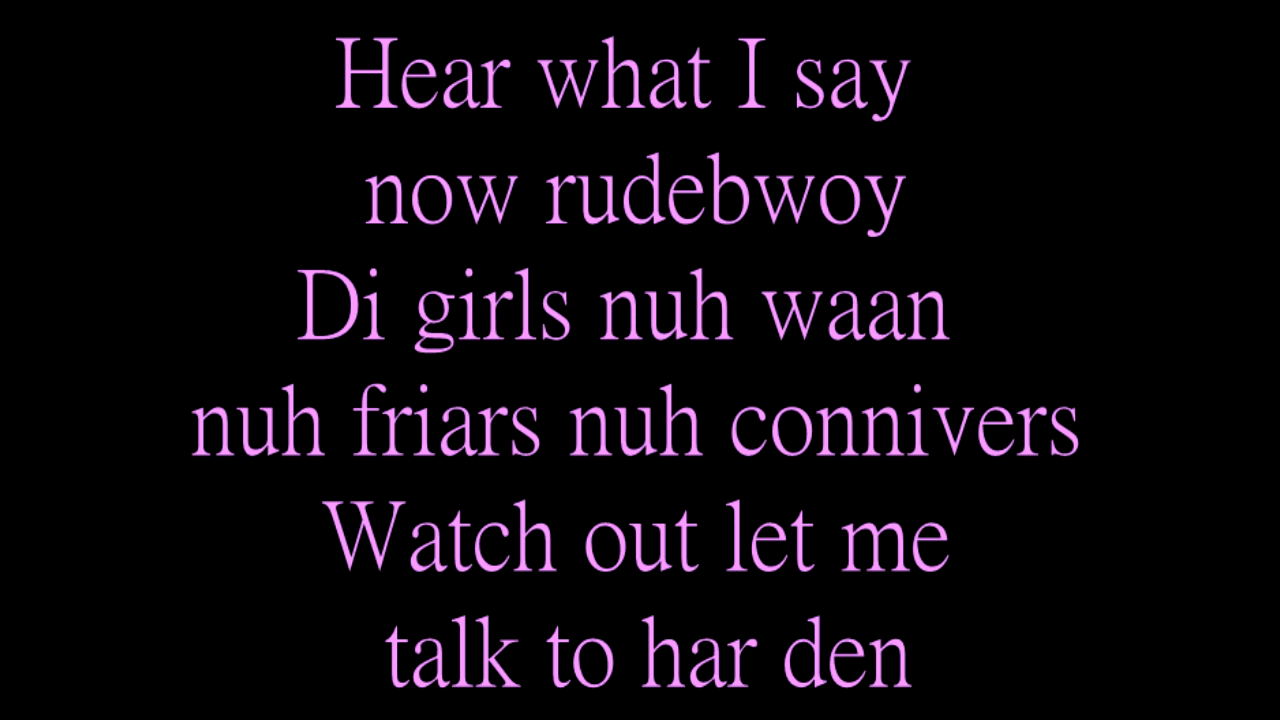 Hear what I say
now rudebwoy
Di girls nuh waan
nuh friars nuh connivers
Watch out let me
talk to har den